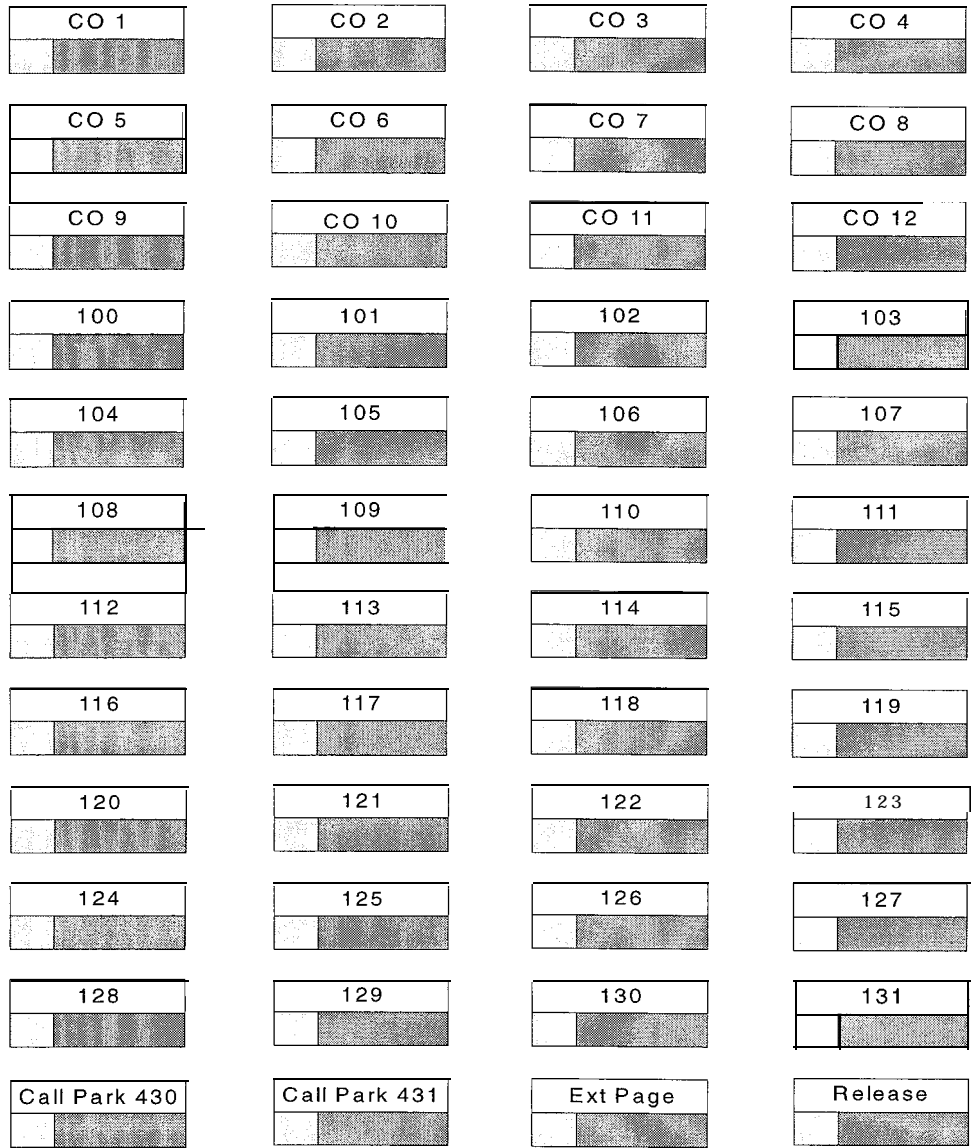 CO 1 CO 2 CO 3 CO 4
CO 5 CO 6 CO 7 CO 8
CO 9 CO 10 CO 11 CO 12
100 101 102 103
104 105 106 107
108 109 110 111
112 113 114 115
116 117 118 119
120 121 122 123
124 125 126 127
128 129 130 131
Call Park 430 Call Park 431 Ext Page Release